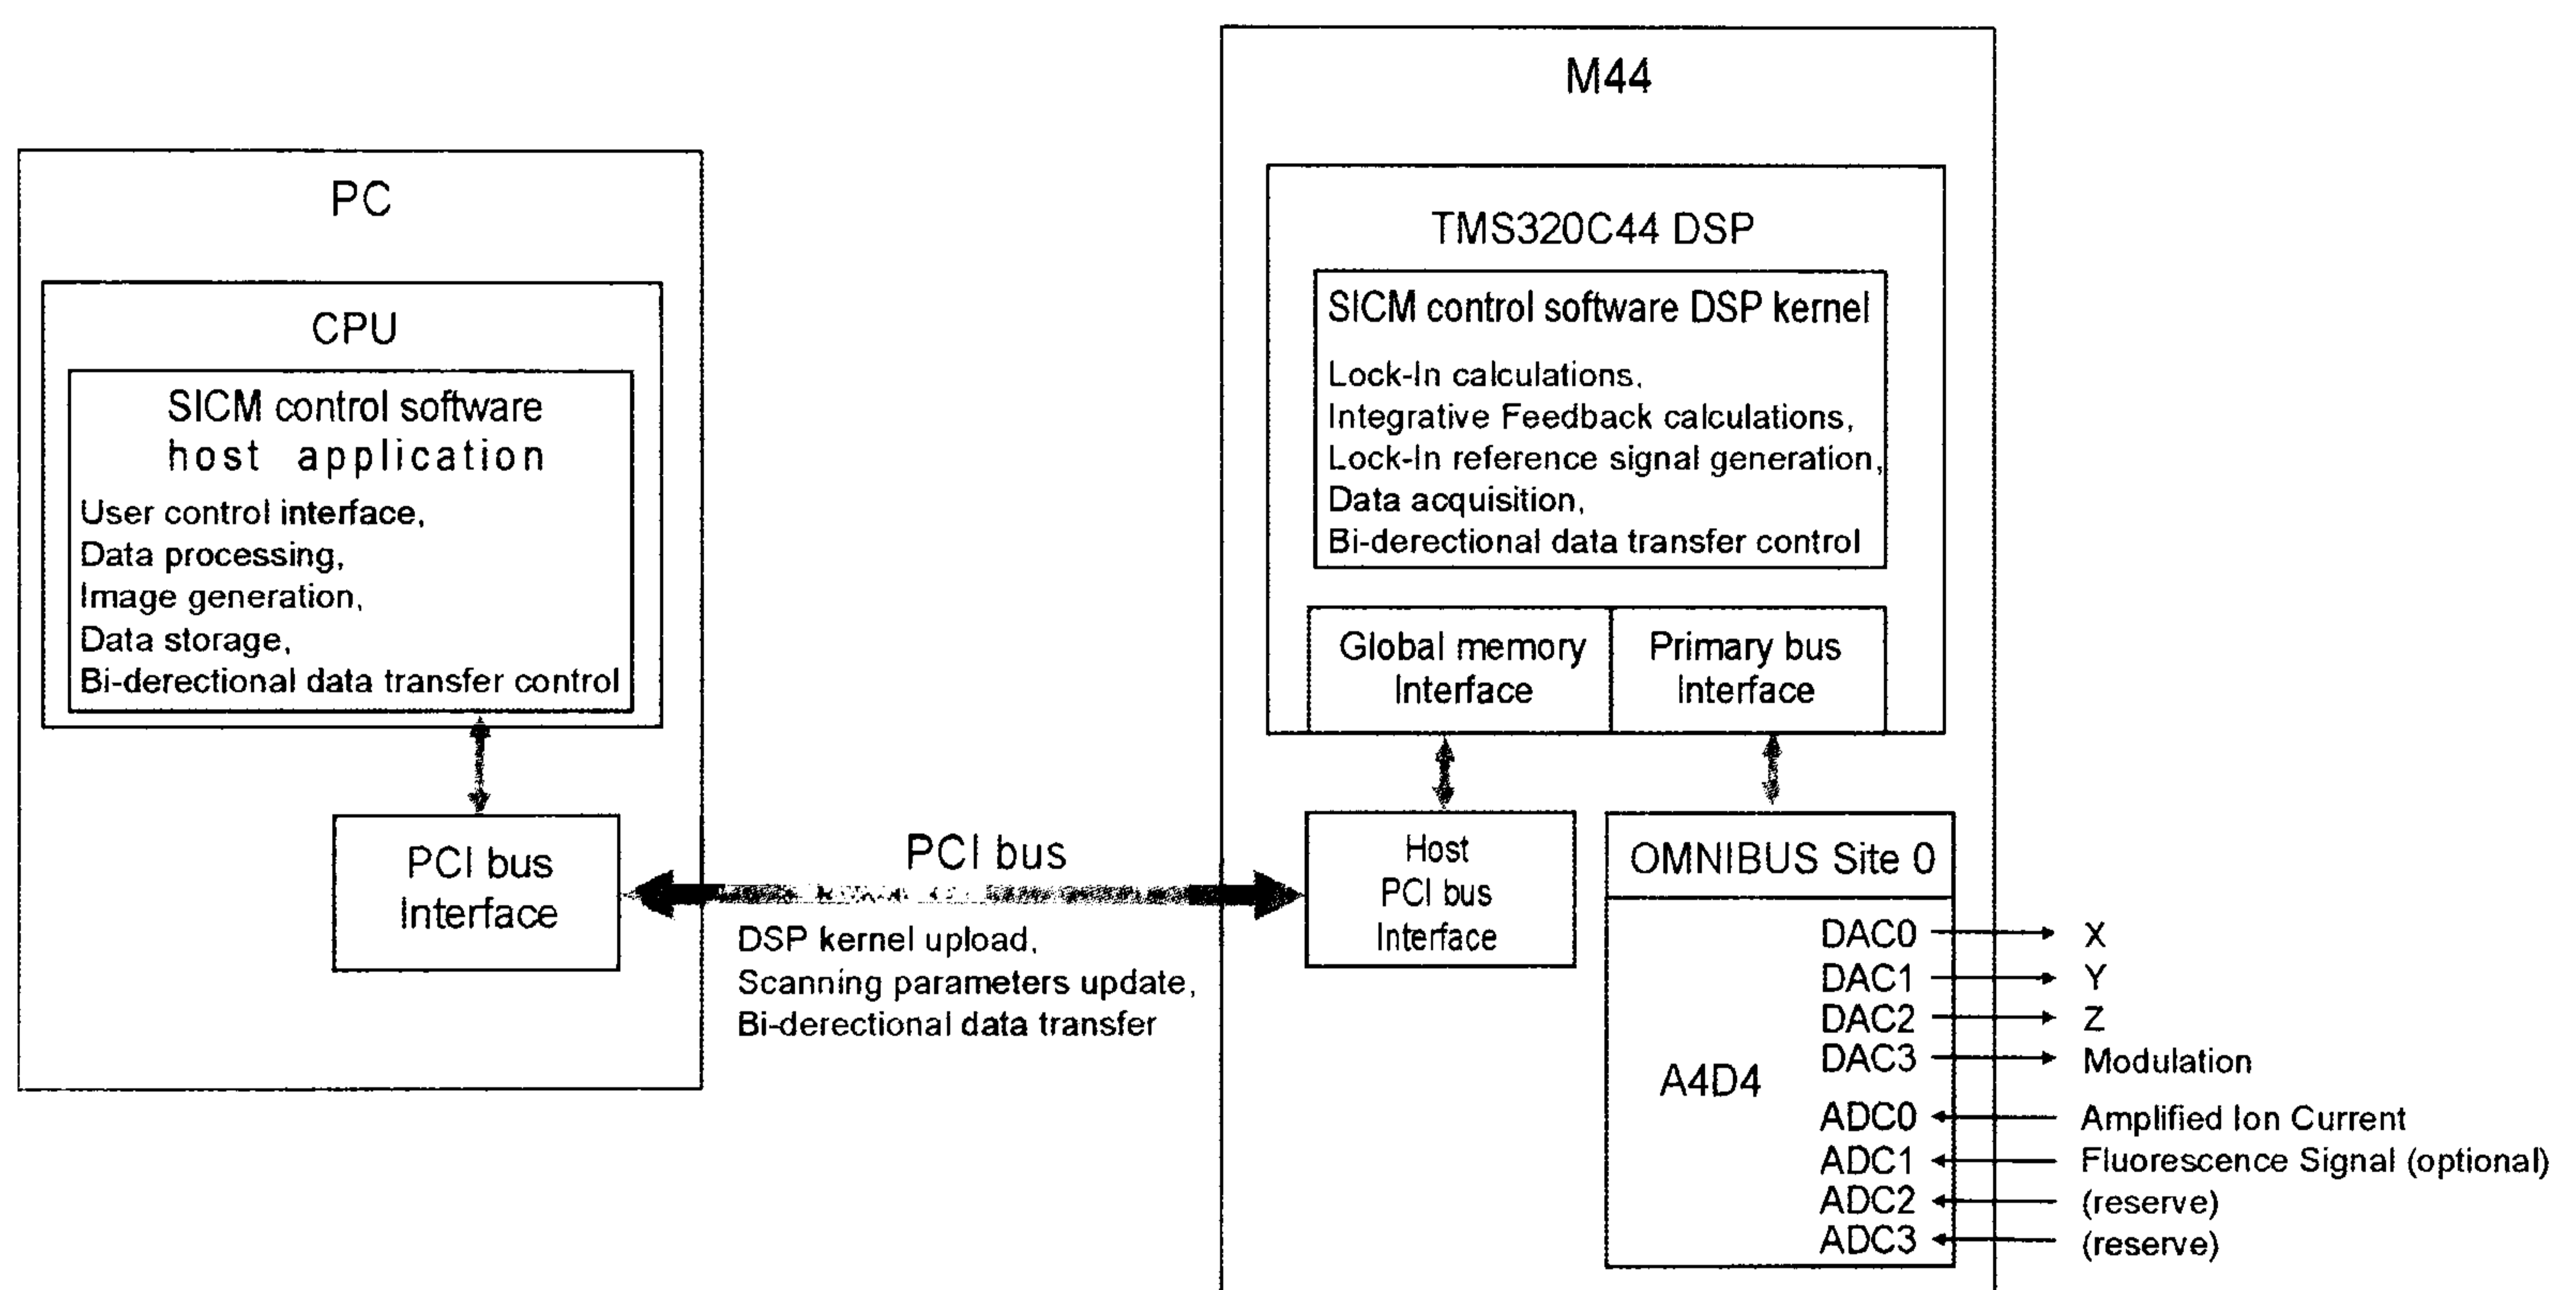 PC
CPU
SICM control software
host application
User control interface,
Data processing,
Image generation,
Data storage,
Bi-derectional data transfer control
PCI bus
Interface
PCI bus
DSP kernel upload,
Scanning parameters update,
Bi-derectional data transfer
M44
TMS320C44 DSP
SICM control software DSP kernel
Lock-In calculations,
Integrative Feedback calculations,
Lock-In reference signal generation,
Data acquisition,
Bi-derectional data transfer control
Global memory
Interface
Primary bus
Interface
Host
PCI bus
Interface
OMNIBUS Site 0
A4D4
DAC0 X
DAC1 Y
DAC2 Z
DAC3 Modulation
ADC0 Amplified Ion Current
ADC1 Fluorescence Signal (optional)
ADC2 (reserve)
ADC3 (reserve)